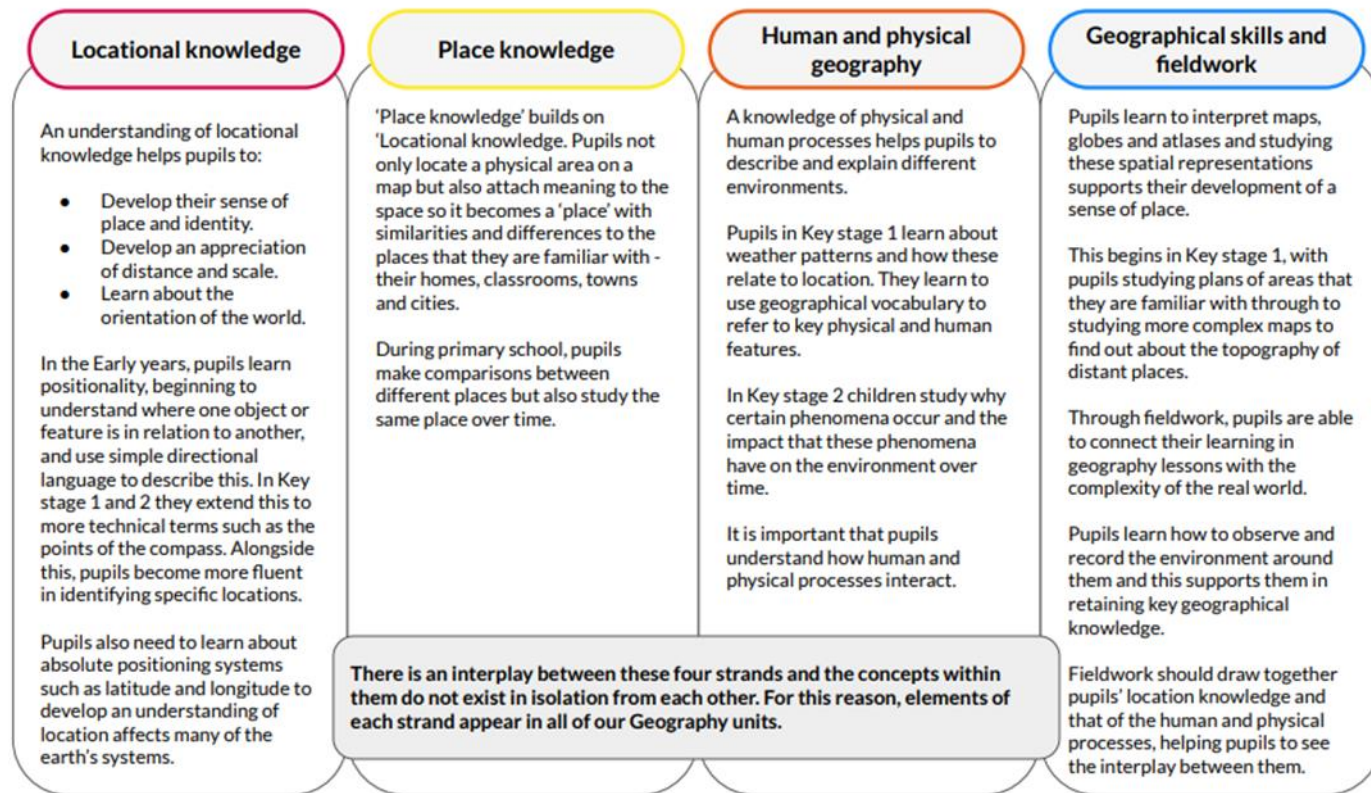 Locational knowledge
An understanding of locational
knowledge helps pupils to:
● Develop their sense of
place and identity.
● Develop an appreciation
of distance and scale.
● Learn about the
orientation of the world.
In the Early years, pupils learn
positionality, beginning to
understand where one object or
feature is in relation to another,
and use simple directional
language to describe this. In Key
stage 1 and 2 they extend this to
more technical terms such as the
points of the compass. Alongside
this, pupils become more fluent
in identifying specific locations.
Pupils also need to learn about
absolute positioning systems
such as latitude and longitude to
develop an understanding of
location affects many of the
earth's systems.
Place knowledge
'Place knowledge' builds on
'Locational knowledge. Pupils not
only locate a physical area on a
map but also attach meaning to the
space so it becomes a 'place' with
similarities and differences to the
places that they are familiar with -
their homes, classrooms, towns
and cities.
During primary school, pupils
make comparisons between
different places but also study the
same place over time.
Human and physical
geography
A knowledge of physical and
human processes helps pupils to
describe and explain different
environments.
Pupils in Key stage 1 learn about
weather patterns and how these
relate to location. They learn to
use geographical vocabulary to
refer to key physical and human
features.
In Key stage 2 children study why
certain phenomena occur and the
impact that these phenomena
have on the environment over
time.
It is important that pupils
understand how human and
physical processes interact.
Geographical skills and
fieldwork
Pupils learn to interpret maps,
globes and atlases and studying
these spatial representations
supports their development of a
sense of place.
This begins in Key stage 1, with
pupils studying plans of areas that
they are familiar with through to
studying more complex maps to
find out about the topography of
distant places.
Through fieldwork, pupils are able
to connect their learning in
geography lessons with the
complexity of the real world.
Pupils learn how to observe and
record the environment around
them and this supports them in
retaining key geographical
knowledge.
Fieldwork should draw together
pupils' location knowledge and
that of the human and physical
processes, helping pupils to see
the interplay between them.
There is an interplay between these four strands and the concepts within
them do not exist in isolation from each other. For this reason, elements of
each strand appear in all of our Geography units.